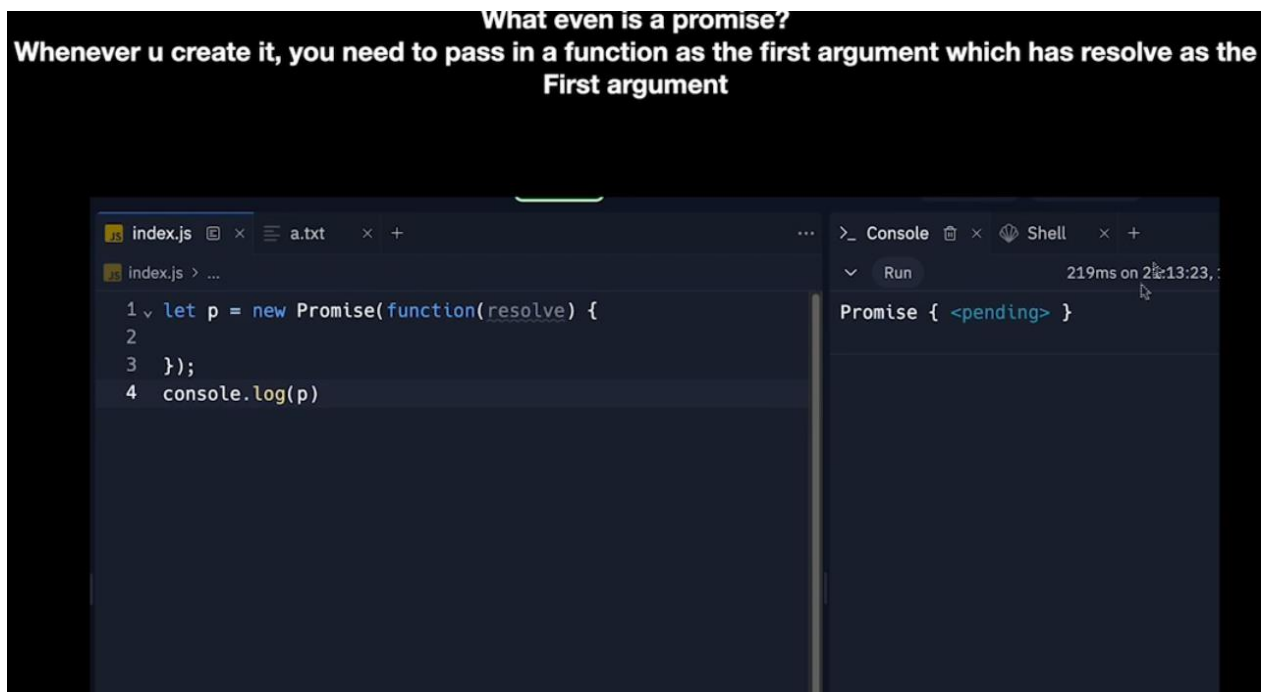 What even is a promise?
Whenever u create it, you need to pass in a function as the first argument which has resolve as the
First argument
index.js
a.txt
Console
Shell
index.js > ...
Run
219ms on
Promise { <pending> }
1 let p = new Promise(function(resolve) {
2
3 });
4 console.log(p)